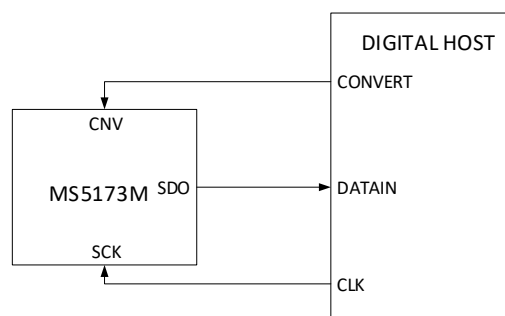 DIGITAL HOST
CONVERT
CNV
MS5173M
SDO
DATAIN
SCK
CLK